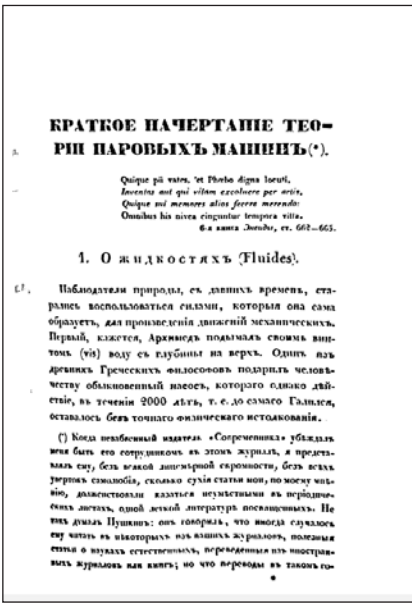 КРАТКОЕ НАЧЕРТАНІЕ ТЕО-
РІИ ПАРОВЫХЪ МАШИНЪ(*).
Quique pii vates, et Phœbo digna locuti,
Inventas aut qui vitam excoluere per artes,
Quique sui memores alios fecere merendo:
Omnibus his nivea cinguntur tempora vitta.
6-я книга Энеиды, ст. 662—665.
1. О жидкостяхъ (Fluides).
Наблюдатели природы, съ давнихъ временъ, ста-
рались воспользоваться силами, которыя она сама
образуетъ, для произведенія движеній механическихъ.
Первый, кажется, Архимедъ подымалъ своимъ вин-
томъ (vis) воду съ глубины на верхъ. Одинъ изъ
древнихъ Греческихъ философовъ подарилъ человѣ-
честву обыкновенный насосъ, котораго однако дѣй-
ствіе, въ теченіи 2000 лѣтъ, т. е. до самаго Галилея,
оставалось безъ точнаго физическаго истолкованія.
(*) Когда незабвенный издатель «Современника» убѣждалъ
меня быть его сотрудникомъ въ этомъ журналѣ, я предста-
влялъ ему, безъ всякой лицемѣрной скромности, безъ всѣхъ
увертокъ самолюбія, сколько сухія статьи мои, по моему мнѣ-
нію, долженствовали казаться неумѣстными въ періодиче-
скихъ листахъ, одной легкой литературѣ посвященныхъ. Не
такъ думалъ Пушкинъ: онъ говорилъ, что иногда случалось
ему читать въ нѣкоторыхъ изъ нашихъ журналовъ, полезныя
статьи о наукахъ естественныхъ, переведенныя изъ иностран-
ныхъ журналовъ или книгъ; но что переводы въ такомъ го-